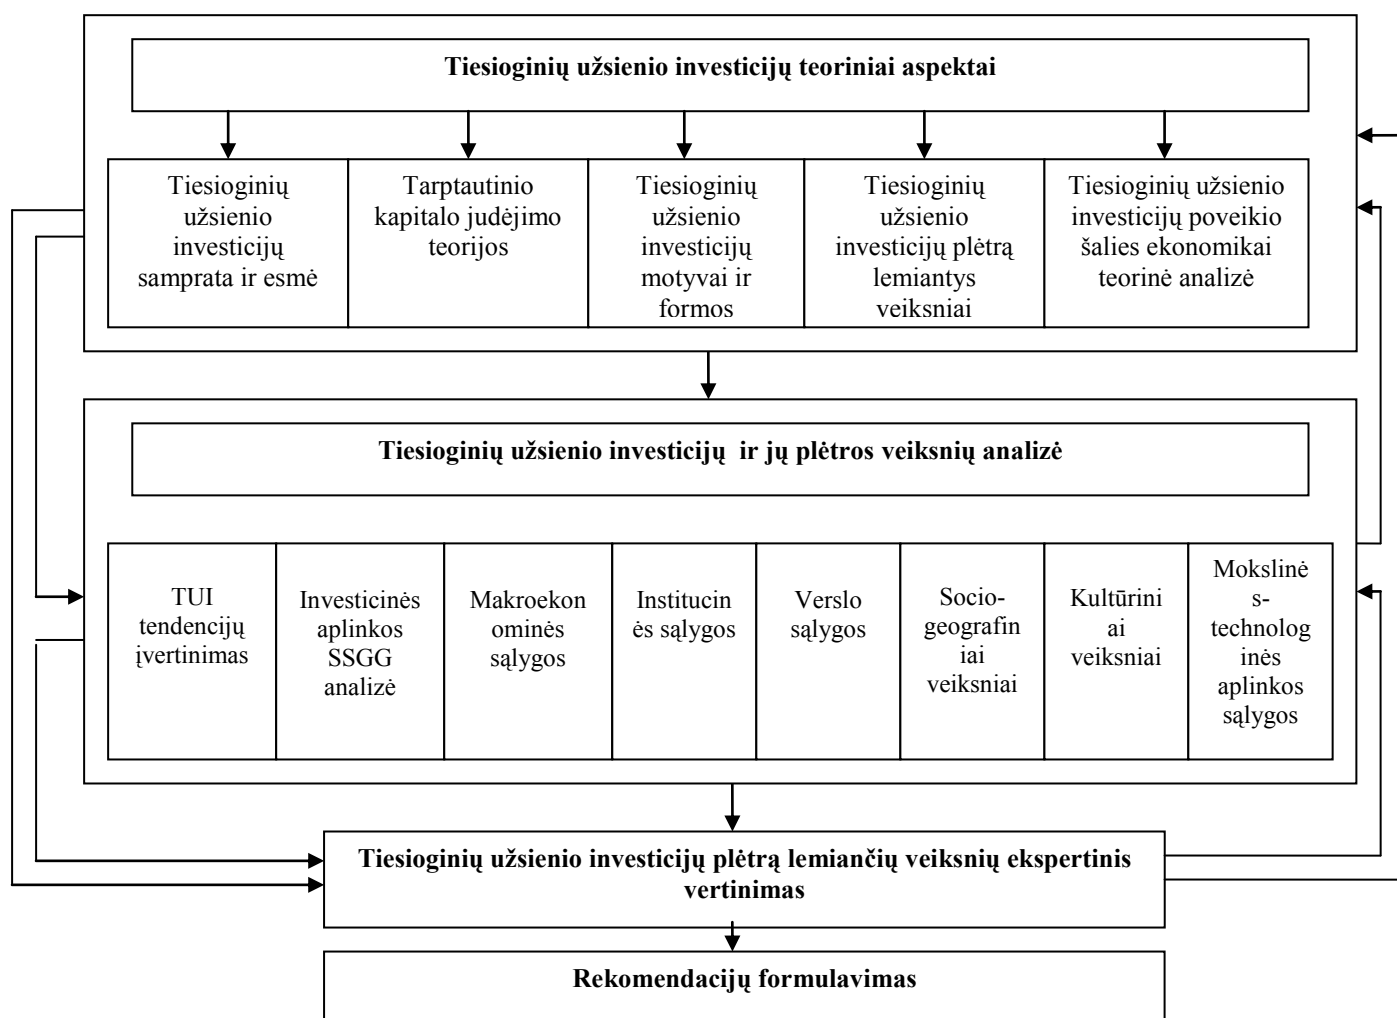 Tiesioginių užsienio investicijų teoriniai aspektai
Tiesioginių
užsienio
investicijų
samprata ir esmė
Tarptautinio
kapitalo judėjimo
teorijos
Tiesioginių
užsienio
investicijų
motyvai ir
formos
Tiesioginių
užsienio
investicijų plėtrą
lemiantys
veiksniai
Tiesioginių užsienio
investicijų poveikio
šalies ekonomikai
teorinė analizė
Tiesioginių užsienio investicijų  ir jų plėtros veiksnių analizė
TUI
tendencijų
įvertinimas
Investicinės
aplinkos
SSGG
analizė
Makroekon
ominės
sąlygos
Institucin
ės sąlygos
Verslo
sąlygos
Socio-
geografin
iai
veiksniai
Kultūrini
ai
veiksniai
Mokslinė
s-
technolog
inės
aplinkos
sąlygos
Tiesioginių užsienio investicijų plėtrą lemiančių veiksnių ekspertinis
vertinimas
Rekomendacijų formulavimas